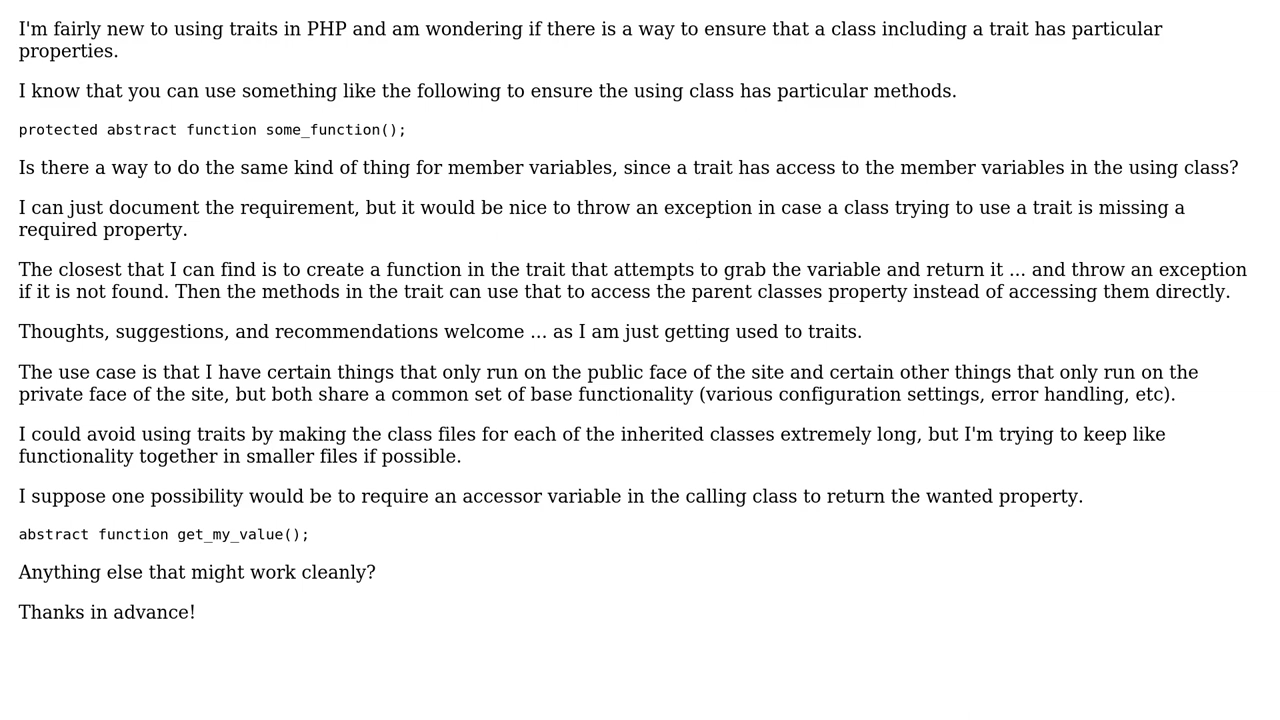 I'm fairly new to using traits in PHP and am wondering if there is a way to ensure that a class including a trait has particular
properties.
I know that you can use something like the following to ensure the using class has particular methods.
protected abstract function some_function();
Is there a way to do the same kind of thing for member variables, since a trait has access to the member variables in the using class?
I can just document the requirement, but it would be nice to throw an exception in case a class trying to use a trait is missing a
required property.
The closest that I can find is to create a function in the trait that attempts to grab the variable and return it ... and throw an exception
if it is not found. Then the methods in the trait can use that to access the parent classes property instead of accessing them directly.
Thoughts, suggestions, and recommendations welcome ... as I am just getting used to traits.
The use case is that I have certain things that only run on the public face of the site and certain other things that only run on the
private face of the site, but both share a common set of base functionality (various configuration settings, error handling, etc).
I could avoid using traits by making the class files for each of the inherited classes extremely long, but I'm trying to keep like
functionality together in smaller files if possible.
I suppose one possibility would be to require an accessor variable in the calling class to return the wanted property.
abstract function get_my_value();
Anything else that might work cleanly?
Thanks in advance!